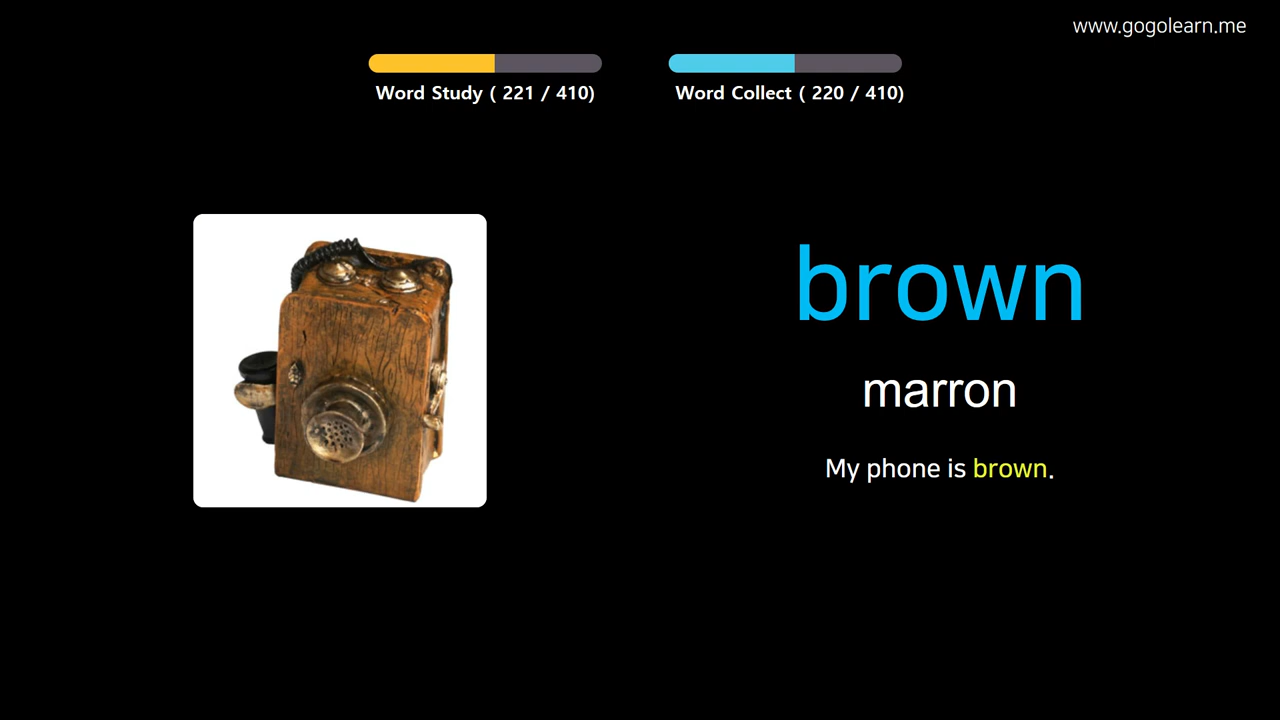 www.gogolearn.me
Word Study ( 221 / 410)
Word Collect ( 220 / 410)
brown
marron
My phone is brown.